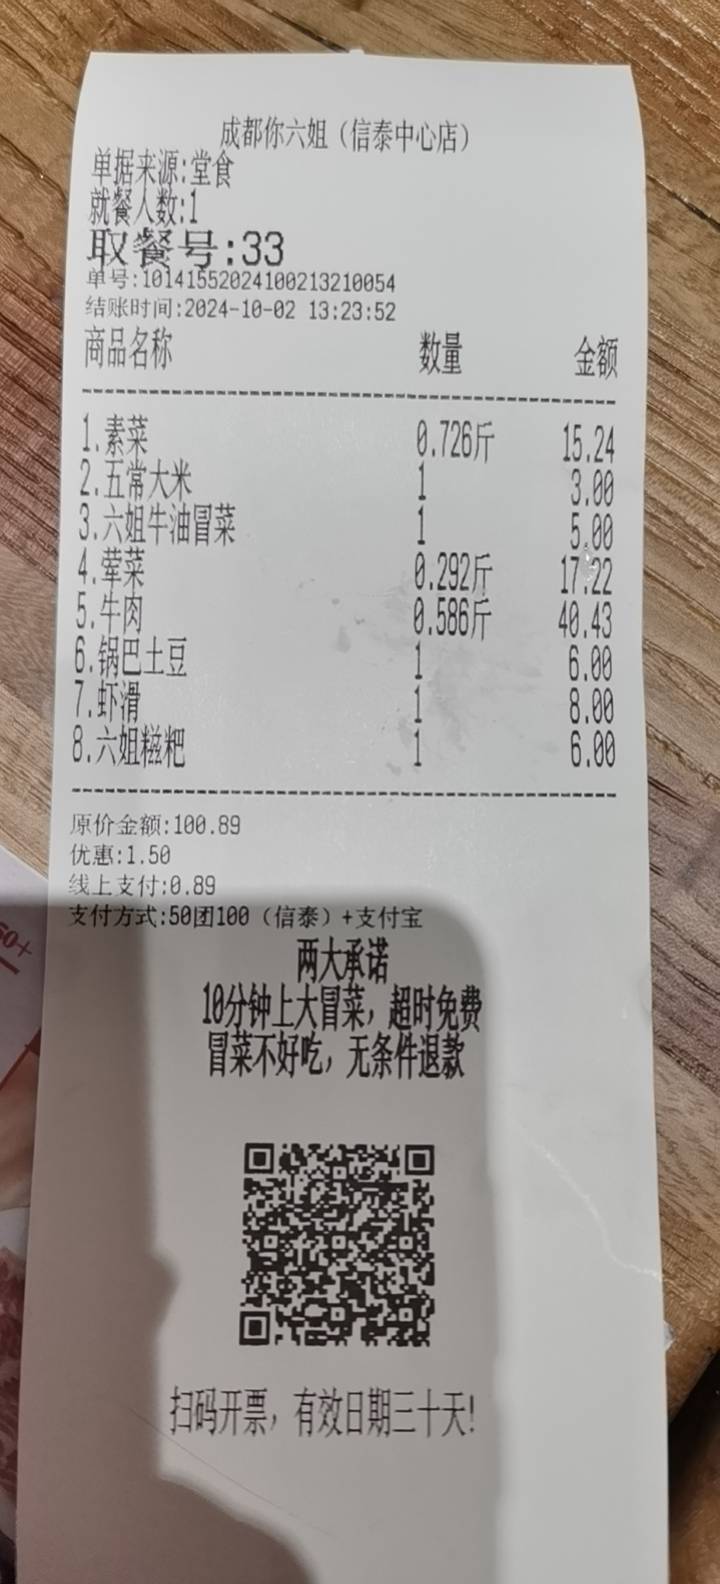 成都你六姐（信泰中心店）
单据来源:堂食
就餐人数:1
取餐号:33
单号:10141552024100213210054
结账时间:2024-10-02 13:23:52
商品名称 数量 金额
1.素菜 0.726斤 15.24
2.五常大米 1 3.00
3.六姐牛油冒菜 1 5.00
4.荤菜 0.292斤 17.22
5.牛肉 0.586斤 40.43
6.锅巴土豆 1 6.00
7.虾滑 1 8.00
8.六姐糍粑 1 6.00
原价金额:100.89
优惠:1.50
线上支付:0.89
支付方式:50团100（信泰）+支付宝
两大承诺
10分钟上大冒菜，超时免费
冒菜不好吃，无条件退款
扫码开票，有效日期三十天!